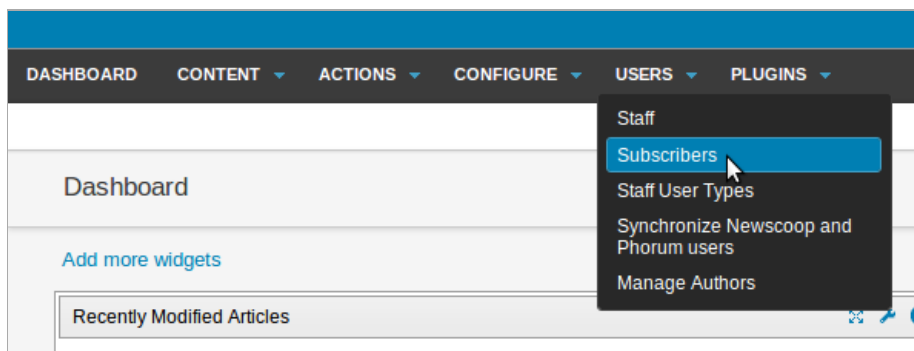 DASHBOARD CONTENT ACTIONS CONFIGURE USERS PLUGINS
Staff
Subscribers
Staff User Types
Synchronize Newscoop and
Phorum users
Manage Authors
Dashboard
Add more widgets
Recently Modified Articles